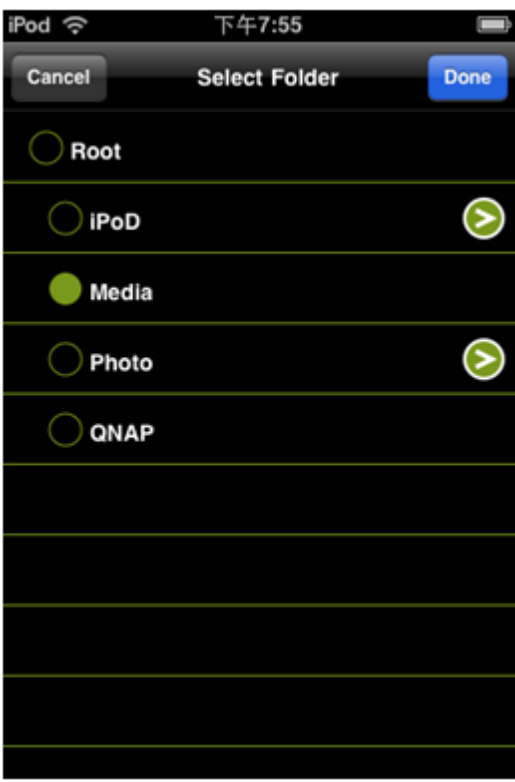 iPod 下午7:55
Cancel Select Folder Done
Root
iPoD
Media
Photo
QNAP